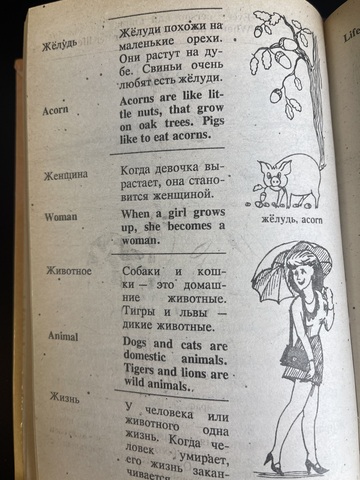 Life
Жёлудь
Жёлуди похожи на
маленькие орехи.
Они растут на ду-
бе. Свиньи очень
любят есть жёлуди.
Acorn
Acorns are like lit-
tle nuts, that grow
on oak trees. Pigs
like to eat acorns.
жёлудь, acorn
Женщина
Когда девочка вы-
растает, она стано-
вится женщиной.
Woman
When a girl grows
up, she becomes a
woman.
Животное
Собаки и кош-
ки — это домаш-
ние животные.
Тигры и львы —
дикие животные.
Animal
Dogs and cats are
domestic animals.
Tigers and lions are
wild animals.
Жизнь
У человека или
животного одна
жизнь. Когда че-
ловек умирает,
его жизнь закан-
чивается.